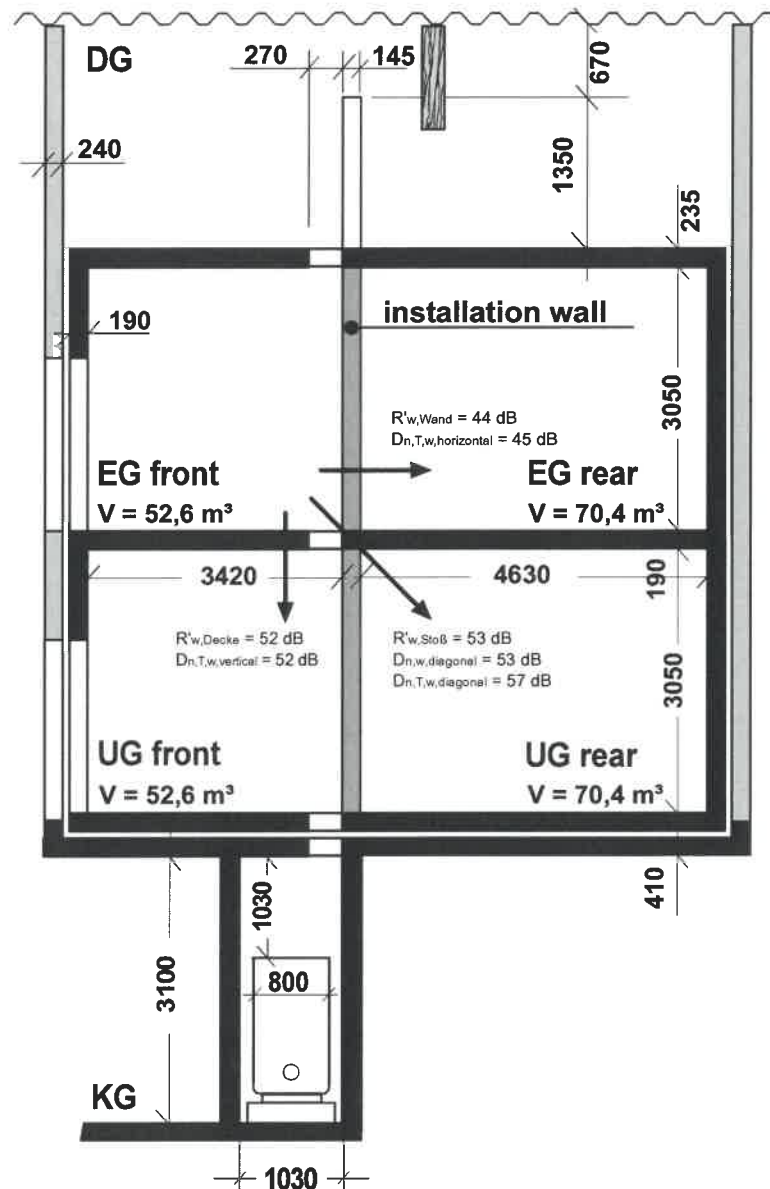 DG
270
145
670
240
1350
235
installation wall
190
R'w,Wand = 44 dB
Dn,T,w,horizontal = 45 dB
3050
EG front
V = 52,6 m³
EG rear
V = 70,4 m³
3420
4630
190
R'w,Decke = 52 dB
Dn,T,w,vertical = 52 dB
R'w,Stoß = 53 dB
Dn,w,diagonal = 53 dB
Dn,T,w,diagonal = 57 dB
3050
UG front
V = 52,6 m³
UG rear
V = 70,4 m³
410
1030
3100
800
KG
1030